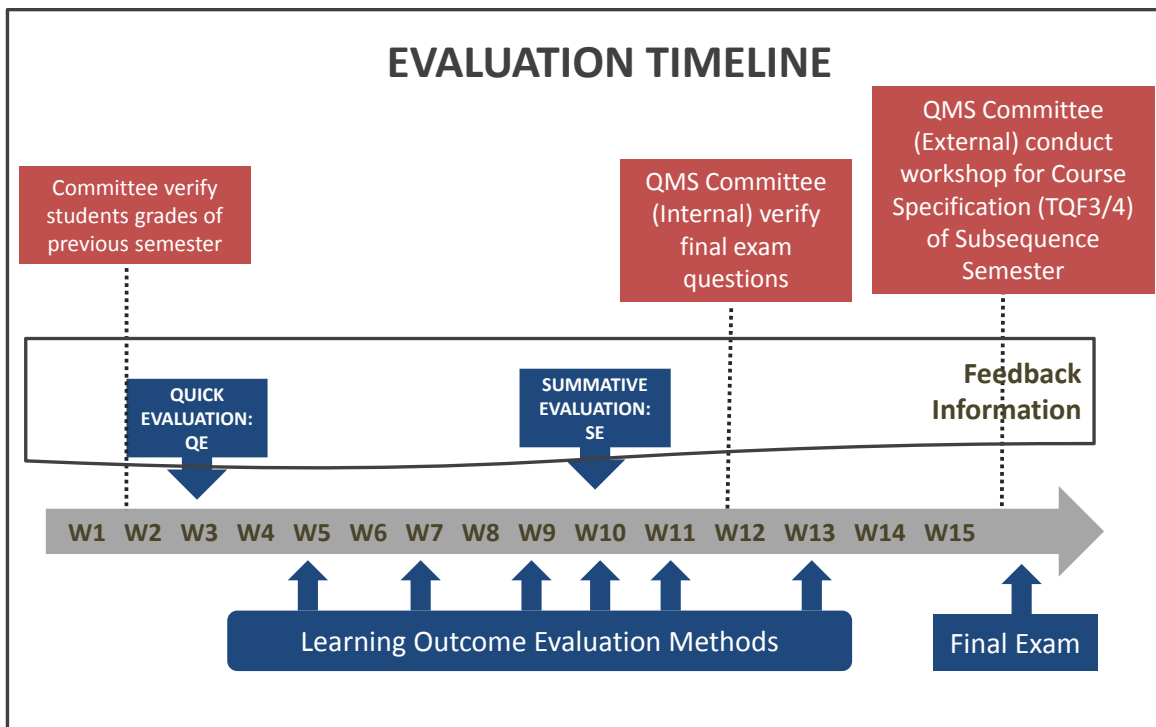 EVALUATION TIMELINE
Committee verify
students grades of
previous semester
QMS Committee
(Internal) verify
final exam
questions
QMS Committee
(External) conduct
workshop for Course
Specification (TQF3/4)
of Subsequence
Semester
QUICK
EVALUATION:
QE
SUMMATIVE
EVALUATION:
SE
Feedback
Information
W1 W2 W3 W4 W5 W6 W7 W8 W9 W10 W11 W12 W13 W14 W15
Learning Outcome Evaluation Methods
Final Exam